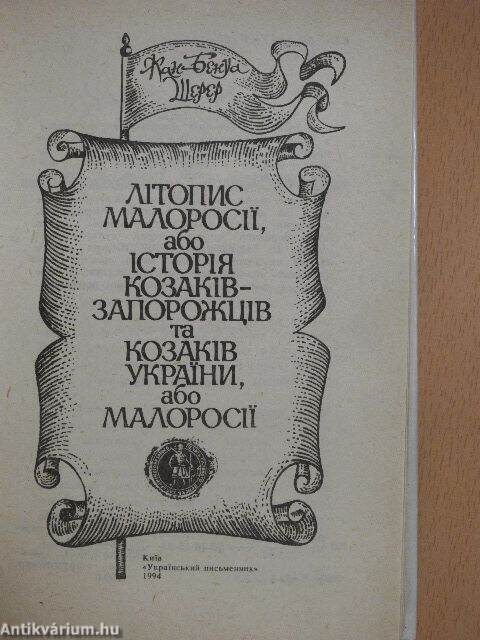 Жан-Бенуа
Шерер
ЛІТОПИС
МАЛОРОСІЇ,
або
ІСТОРІЯ
КОЗАКІВ-
ЗАПОРОЖЦІВ
та
КОЗАКІВ
УКРАЇНИ,
або
МАЛОРОСІЇ
Київ
«Український письменник»
1994
Antikvárium.hu